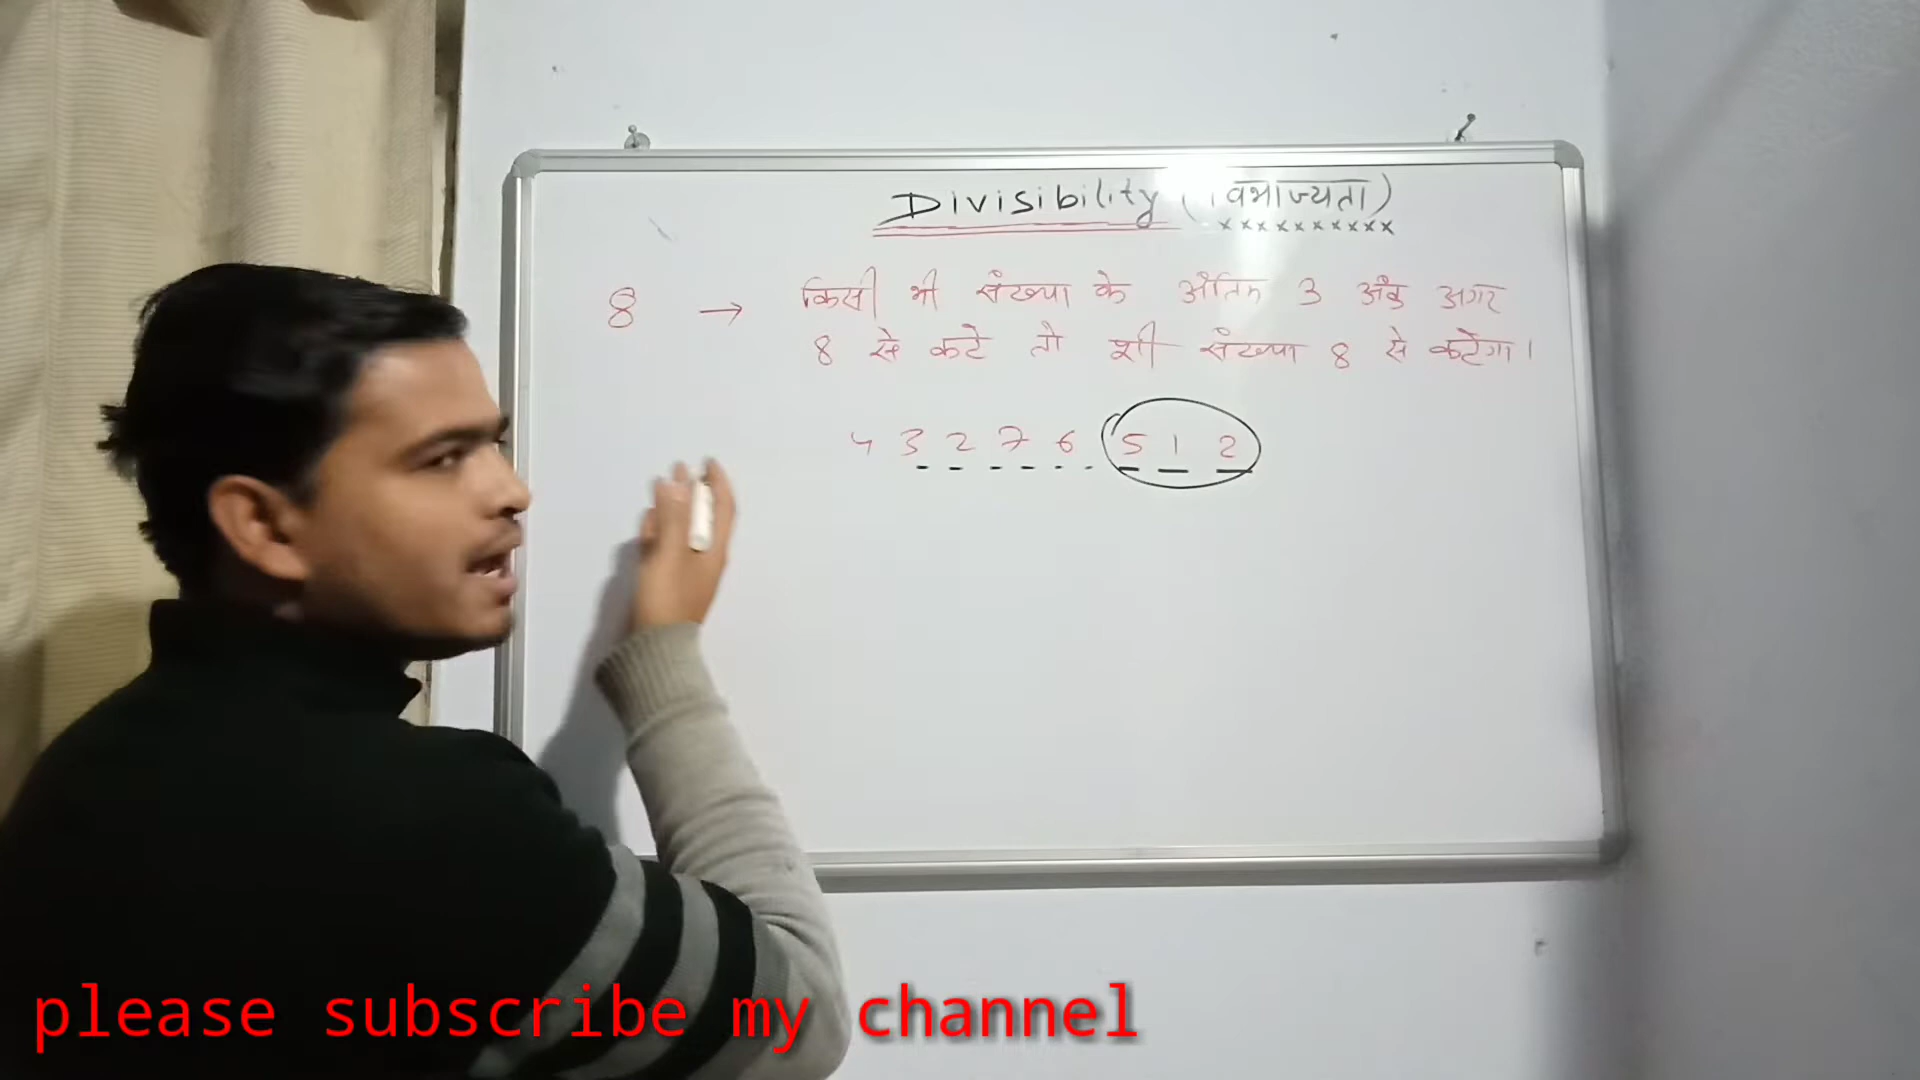 Divisibility (विभाज्यता)
××××××××××
8 → किसी भी संख्या के अंतिम 3 अंक अगर
8 से कटे तो शी संख्या 8 से कटेगा।
4 3 2 7 6 5 1 2
please subscribe my channel